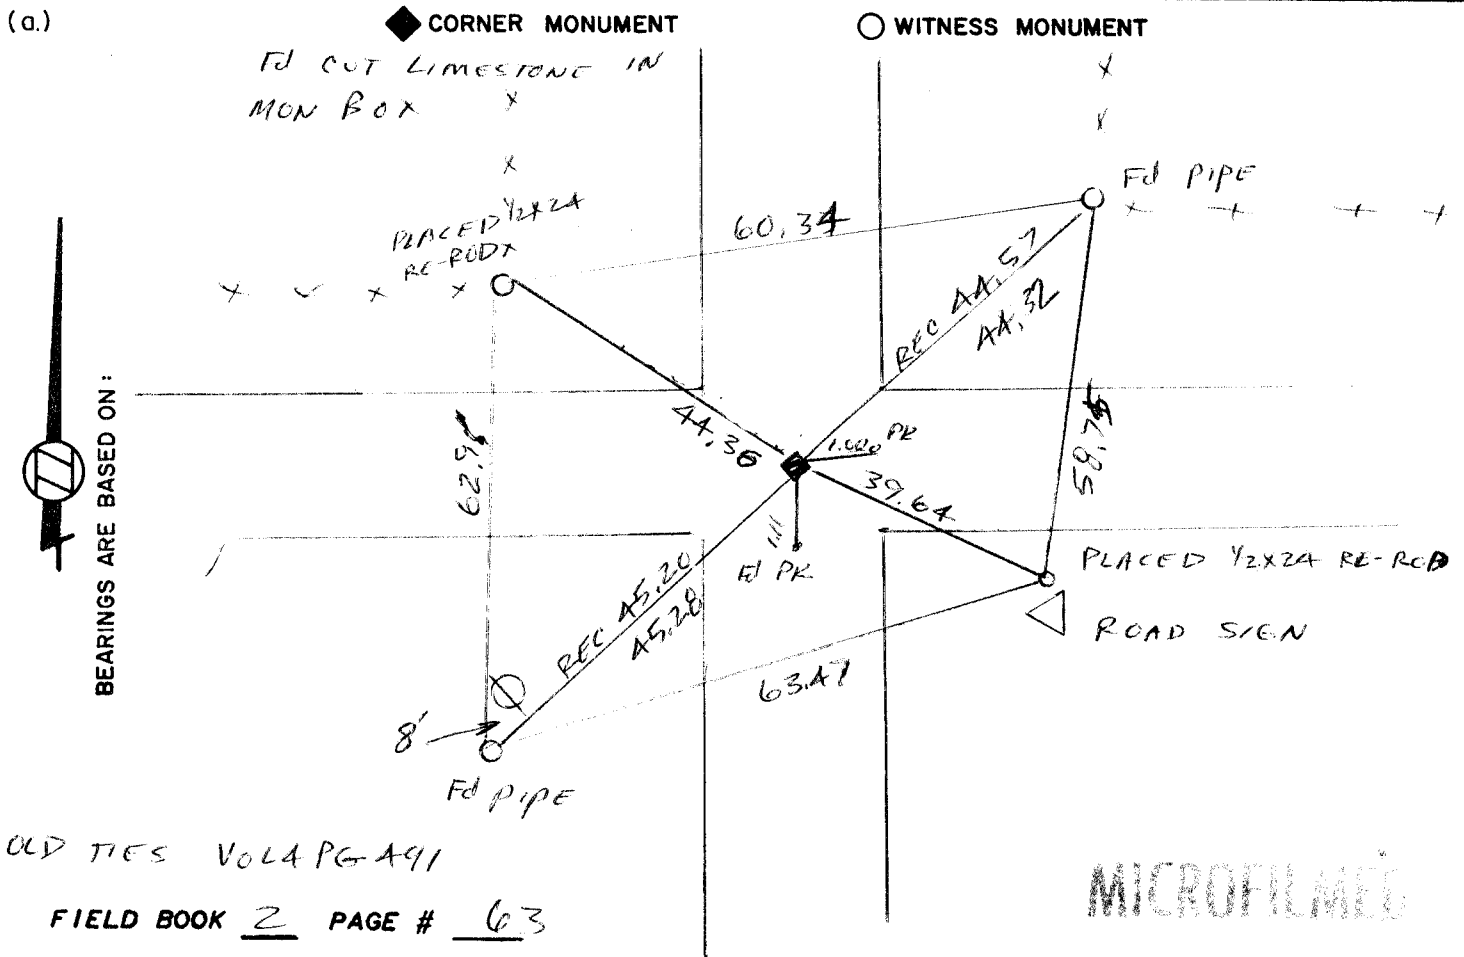 (a.)
CORNER MONUMENT
WITNESS MONUMENT
Fd CUT LIMESTONE IN
MON BOX
Fd PIPE
PLACED 1/2X24
RE-ROD
60.34
REC 44.57
44.32
BEARINGS ARE BASED ON:
62.9
44.36
PK
39.64
58.75
1.11
Fd PK
PLACED 1/2X24 RE-ROD
ROAD SIGN
REC 45.20
45.28
63.47
8'
Fd PIPE
OLD TIES VOL4 PG 491
FIELD BOOK 2 PAGE # 63
MICROFILMED